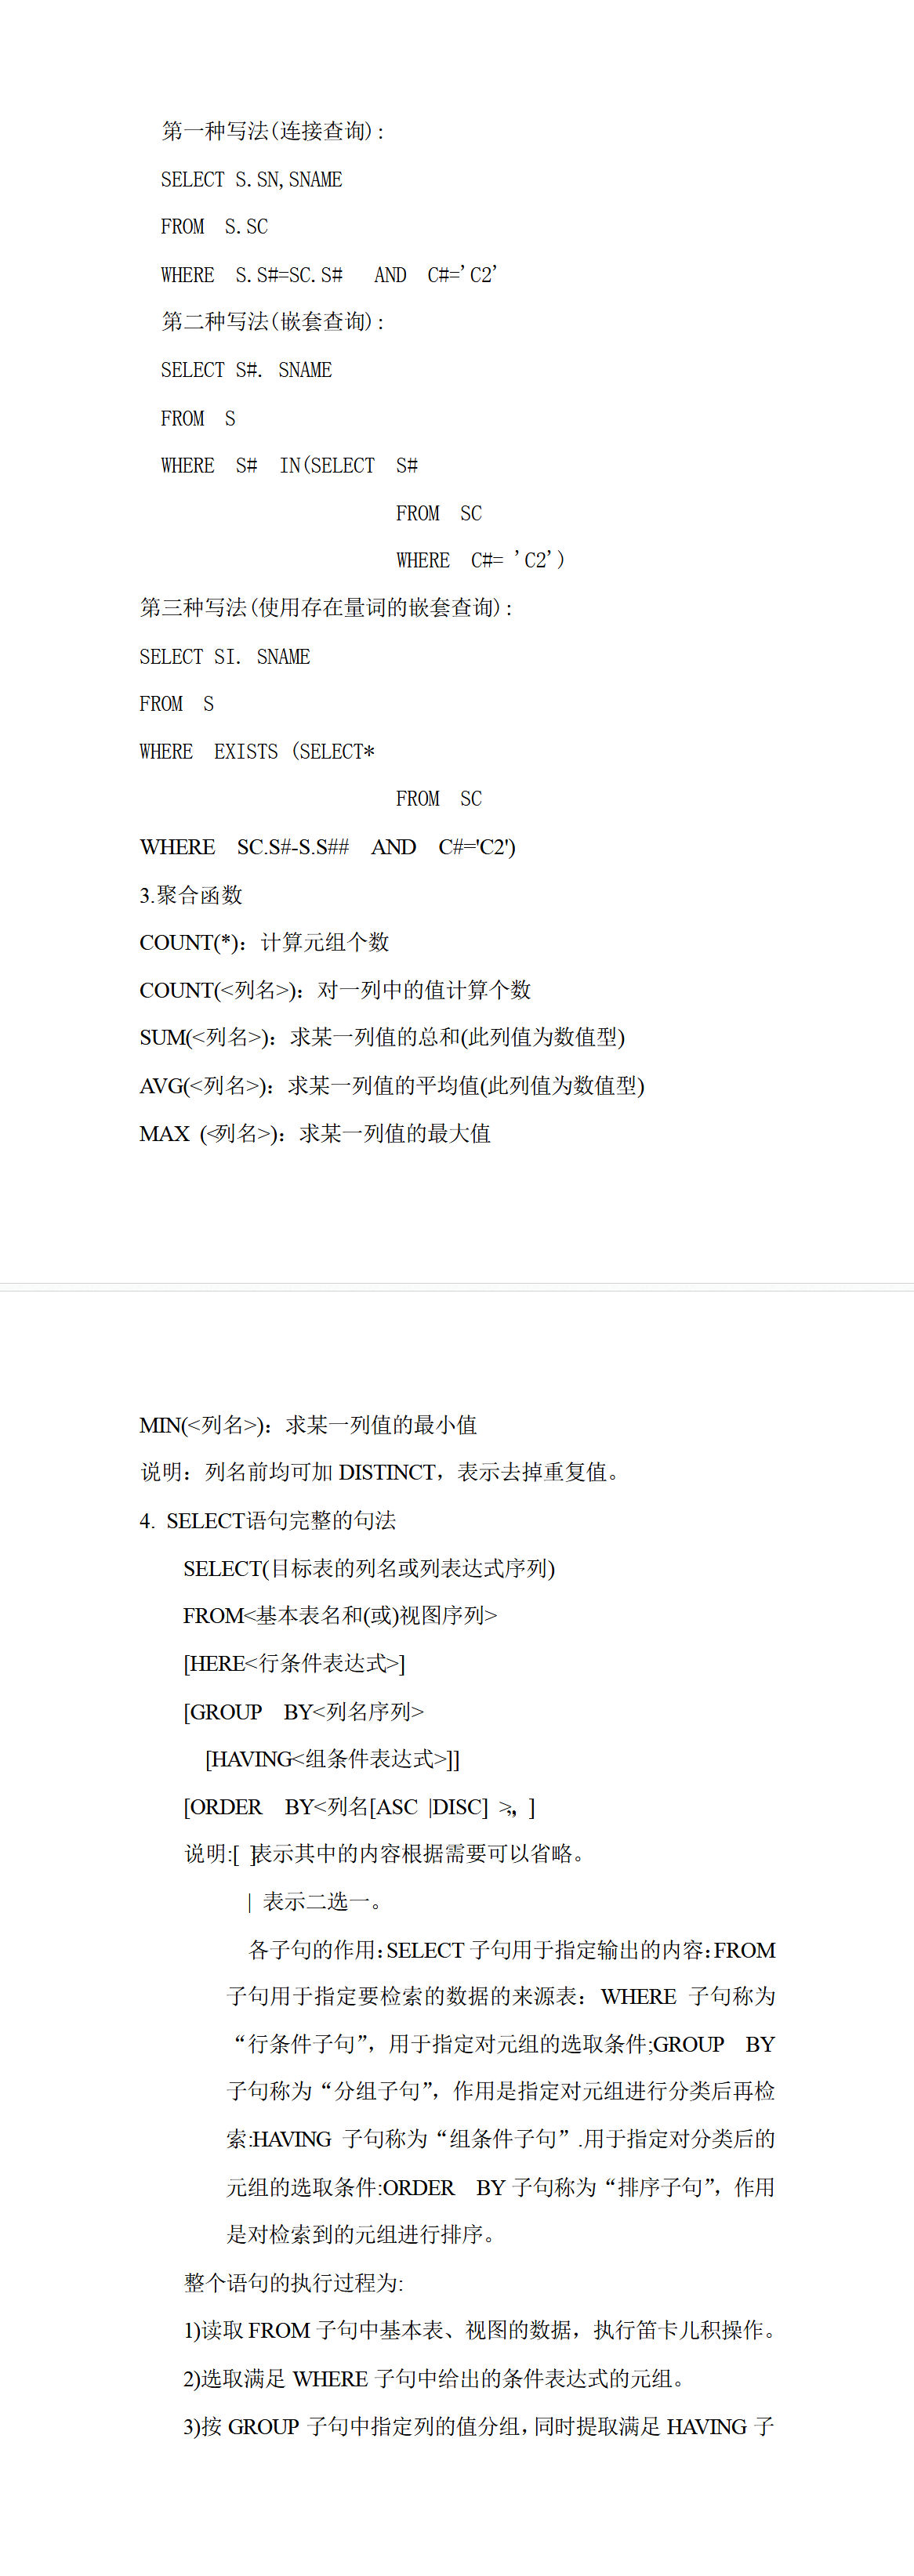 第一种写法(连接查询):
SELECT S.SN,SNAME
FROM  S.SC
WHERE  S.S#=SC.S#   AND  C#='C2'
第二种写法(嵌套查询):
SELECT S#. SNAME
FROM  S
WHERE  S#  IN(SELECT  S#
FROM  SC
WHERE  C#= 'C2')
第三种写法(使用存在量词的嵌套查询):
SELECT SI. SNAME
FROM  S
WHERE  EXISTS (SELECT*
FROM  SC
WHERE  SC.S#-S.S##  AND  C#='C2')
3.聚合函数
COUNT(*)：计算元组个数
COUNT(<列名>)：对一列中的值计算个数
SUM(<列名>)：求某一列值的总和(此列值为数值型)
AVG(<列名>)：求某一列值的平均值(此列值为数值型)
MAX (<列名>)：求某一列值的最大值
MIN(<列名>)：求某一列值的最小值
说明：列名前均可加 DISTINCT，表示去掉重复值。
4. SELECT语句完整的句法
SELECT(目标表的列名或列表达式序列)
FROM<基本表名和(或)视图序列>
[HERE<行条件表达式>]
[GROUP  BY<列名序列>
[HAVING<组条件表达式>]]
[ORDER  BY<列名[ASC |DISC] >,, ]
说明:[ ]表示其中的内容根据需要可以省略。
| 表示二选一。
各子句的作用:SELECT 子句用于指定输出的内容:FROM
子句用于指定要检索的数据的来源表：WHERE 子句称为
“行条件子句”，用于指定对元组的选取条件;GROUP  BY
子句称为“分组子句”，作用是指定对元组进行分类后再检
索:HAVING 子句称为“组条件子句”.用于指定对分类后的
元组的选取条件:ORDER  BY 子句称为“排序子句”，作用
是对检索到的元组进行排序。
整个语句的执行过程为:
1)读取 FROM 子句中基本表、视图的数据，执行笛卡儿积操作。
2)选取满足 WHERE 子句中给出的条件表达式的元组。
3)按 GROUP 子句中指定列的值分组，同时提取满足 HAVING 子